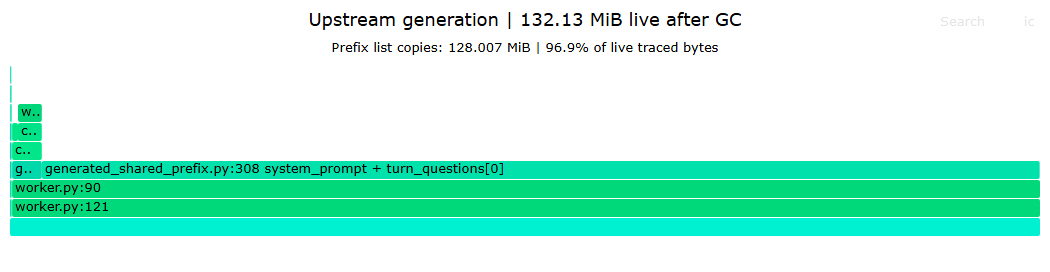 Upstream generation | 132.13 MiB live after GC
Search ic
Prefix list copies: 128.007 MiB | 96.9% of live traced bytes
w..
c..
c..
g.. generated_shared_prefix.py:308 system_prompt + turn_questions[0]
worker.py:90
worker.py:121